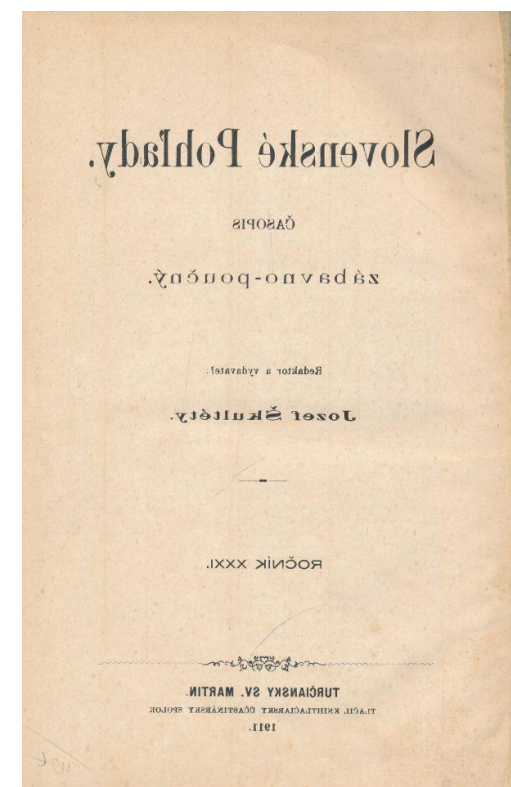 Slovenské Pohľady.
ČASOPIS
zábavno-poučný.
Redaktor a vydavateľ:
Jozef Škultéty.
ROČNÍK XXXI.
TURČIANSKY SV. MARTIN.
TLAČIL KNIHTLAČIARSKY ÚČASTINÁRSKY SPOLOK
1911.